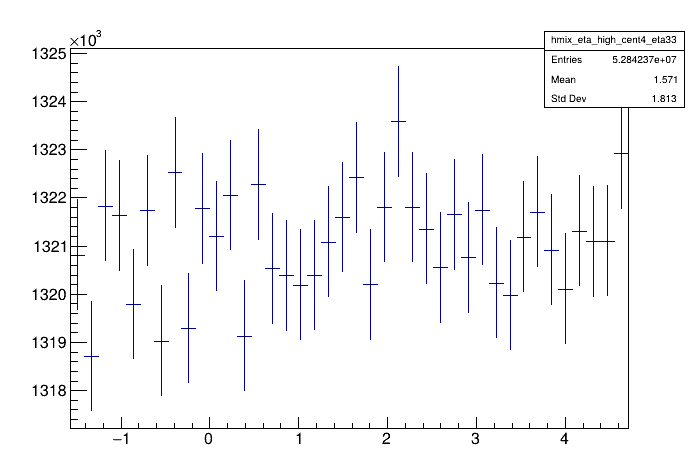 ×10³
hmix_eta_high_cent4_eta33
Entries 5.284237e+07
Mean 1.571
Std Dev 1.813
1325
1324
1323
1322
1321
1320
1319
1318
−1 0 1 2 3 4